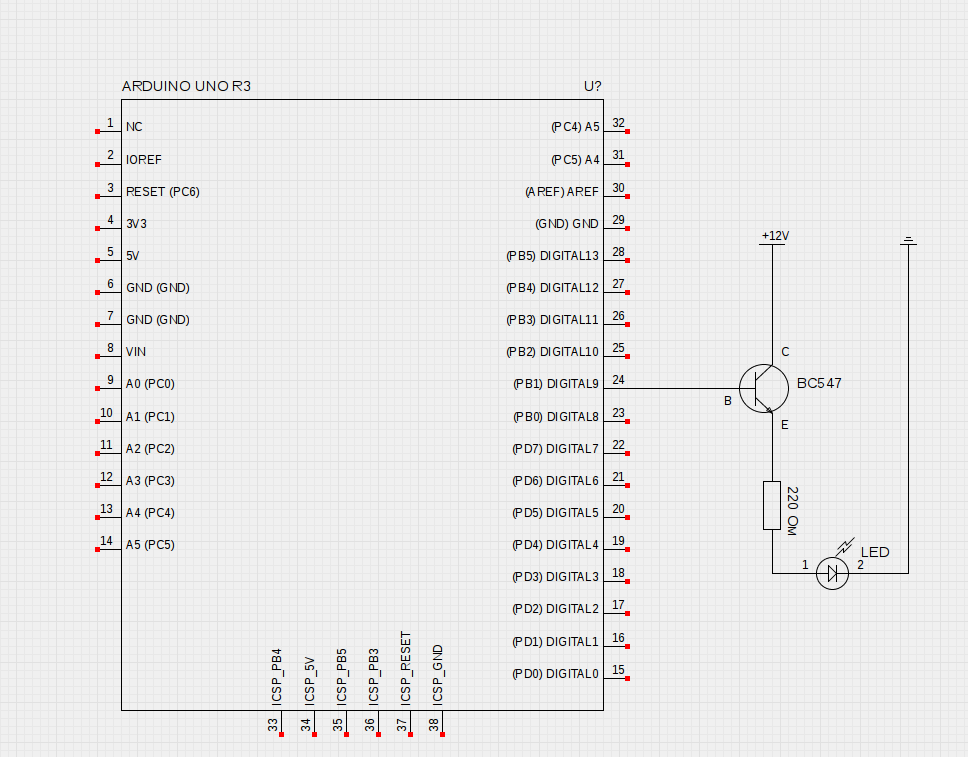 ARDUINO UNO R3
U?
1 NC
2 IOREF
3 RESET (PC6)
4 3V3
5 5V
6 GND (GND)
7 GND (GND)
8 VIN
9 A0 (PC0)
10 A1 (PC1)
11 A2 (PC2)
12 A3 (PC3)
13 A4 (PC4)
14 A5 (PC5)
(PC4) A5 32
(PC5) A4 31
(AREF) AREF 30
(GND) GND 29
(PB5) DIGITAL13 28
(PB4) DIGITAL12 27
(PB3) DIGITAL11 26
(PB2) DIGITAL10 25
(PB1) DIGITAL9 24
(PB0) DIGITAL8 23
(PD7) DIGITAL7 22
(PD6) DIGITAL6 21
(PD5) DIGITAL5 20
(PD4) DIGITAL4 19
(PD3) DIGITAL3 18
(PD2) DIGITAL2 17
(PD1) DIGITAL1 16
(PD0) DIGITAL0 15
33 ICSP_PB4
34 ICSP_5V
35 ICSP_PB5
36 ICSP_PB3
37 ICSP_RESET
38 ICSP_GND
+12V
C
BC547
B
E
220 Ом
LED
1
2